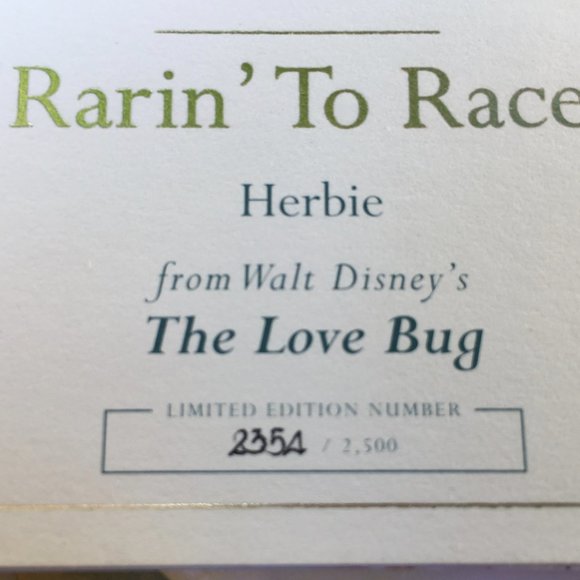 Rarin' To Race
Herbie
from Walt Disney's
The Love Bug
LIMITED EDITION NUMBER
2354 / 2,500